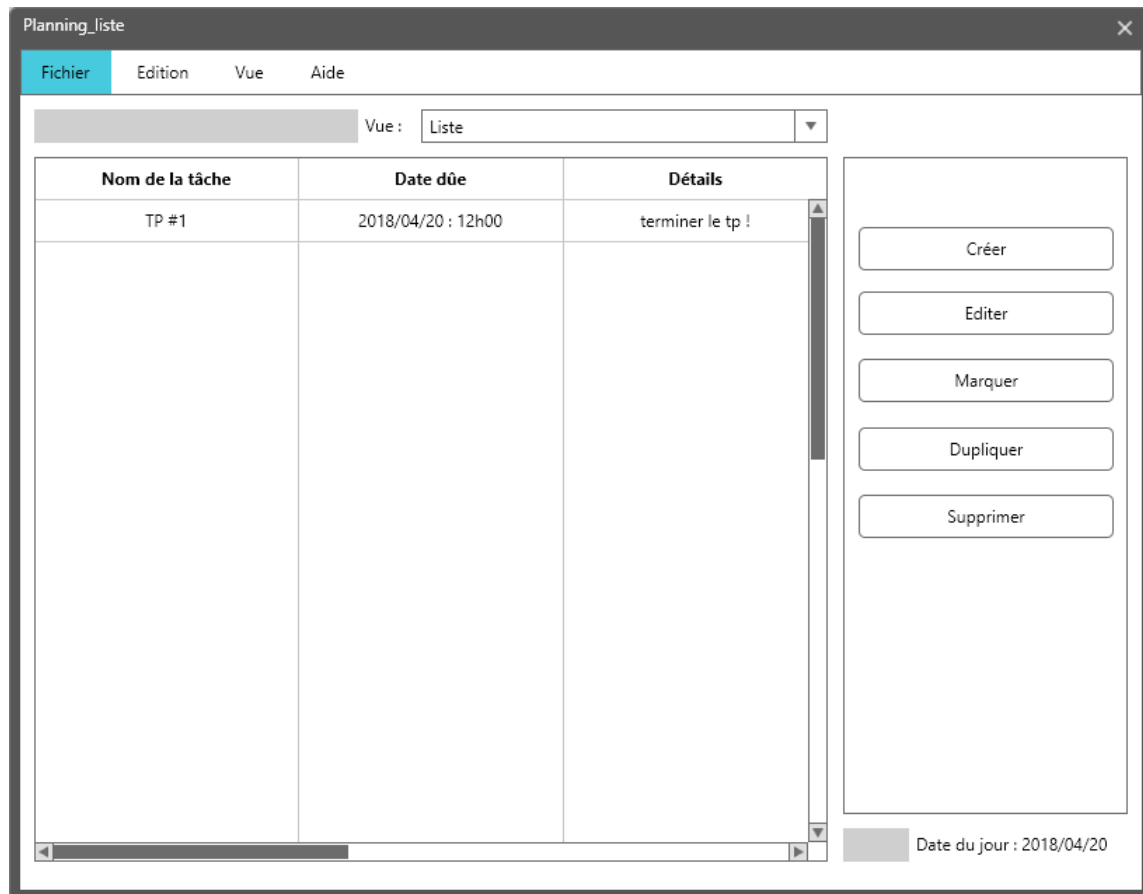 Planning_liste
Fichier Edition Vue Aide
Vue : Liste
Nom de la tâche Date dûe Détails
TP #1 2018/04/20 : 12h00 terminer le tp !
Créer
Editer
Marquer
Dupliquer
Supprimer
Date du jour : 2018/04/20